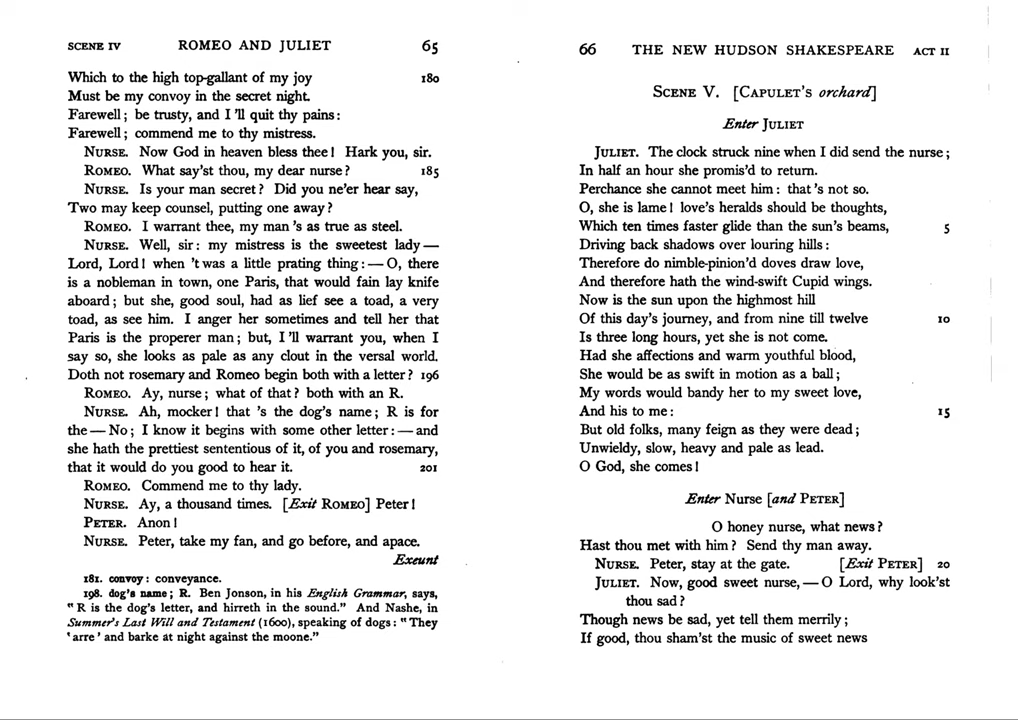 SCENE IV ROMEO AND JULIET 65
Which to the high top-gallant of my joy 180
Must be my convoy in the secret night.
Farewell; be trusty, and I 'll quit thy pains:
Farewell; commend me to thy mistress.
NURSE. Now God in heaven bless thee! Hark you, sir.
ROMEO. What say'st thou, my dear nurse? 185
NURSE. Is your man secret? Did you ne'er hear say,
Two may keep counsel, putting one away?
ROMEO. I warrant thee, my man 's as true as steel.
NURSE. Well, sir: my mistress is the sweetest lady —
Lord, Lord! when 't was a little prating thing: — O, there
is a nobleman in town, one Paris, that would fain lay knife
aboard; but she, good soul, had as lief see a toad, a very
toad, as see him. I anger her sometimes and tell her that
Paris is the properer man; but, I 'll warrant you, when I
say so, she looks as pale as any clout in the versal world.
Doth not rosemary and Romeo begin both with a letter? 196
ROMEO. Ay, nurse; what of that? both with an R.
NURSE. Ah, mocker! that 's the dog's name; R is for
the — No; I know it begins with some other letter: — and
she hath the prettiest sententious of it, of you and rosemary,
that it would do you good to hear it. 201
ROMEO. Commend me to thy lady.
NURSE. Ay, a thousand times. [Exit ROMEO] Peter!
PETER. Anon!
NURSE. Peter, take my fan, and go before, and apace.
Exeunt
181. convoy: conveyance.
198. dog's name; R. Ben Jonson, in his English Grammar, says,
"R is the dog's letter, and hirreth in the sound." And Nashe, in
Summer's Last Will and Testament (1600), speaking of dogs: "They
'arre' and barke at night against the moone."
66 THE NEW HUDSON SHAKESPEARE ACT II
SCENE V. [CAPULET'S orchard]
Enter JULIET
JULIET. The clock struck nine when I did send the nurse;
In half an hour she promis'd to return.
Perchance she cannot meet him: that 's not so.
O, she is lame! love's heralds should be thoughts,
Which ten times faster glide than the sun's beams, 5
Driving back shadows over louring hills:
Therefore do nimble-pinion'd doves draw love,
And therefore hath the wind-swift Cupid wings.
Now is the sun upon the highmost hill
Of this day's journey, and from nine till twelve 10
Is three long hours, yet she is not come.
Had she affections and warm youthful blood,
She would be as swift in motion as a ball;
My words would bandy her to my sweet love,
And his to me: 15
But old folks, many feign as they were dead;
Unwieldy, slow, heavy and pale as lead.
O God, she comes!
Enter Nurse [and PETER]
O honey nurse, what news?
Hast thou met with him? Send thy man away.
NURSE. Peter, stay at the gate. [Exit PETER] 20
JULIET. Now, good sweet nurse, — O Lord, why look'st
thou sad?
Though news be sad, yet tell them merrily;
If good, thou sham'st the music of sweet news